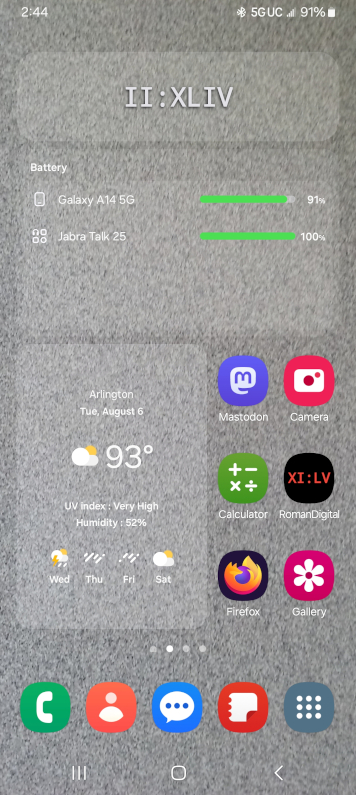 2:44 5GUC 91%
II:XLIV
Battery
Galaxy A14 5G 91%
Jabra Talk 25 100%
Arlington
Tue, August 6
93°
UV index : Very High
Humidity : 52%
Wed Thu Fri Sat
Mastodon Camera
XI:LV
Calculator RomanDigital
Firefox Gallery